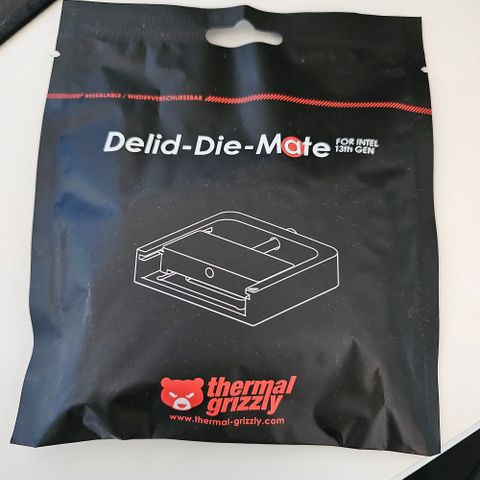 RESEALABLE / WIEDERVERSCHLIESSBAR
Delid-Die-Mate FOR INTEL
13th GEN
thermal
grizzly
www.thermal-grizzly.com